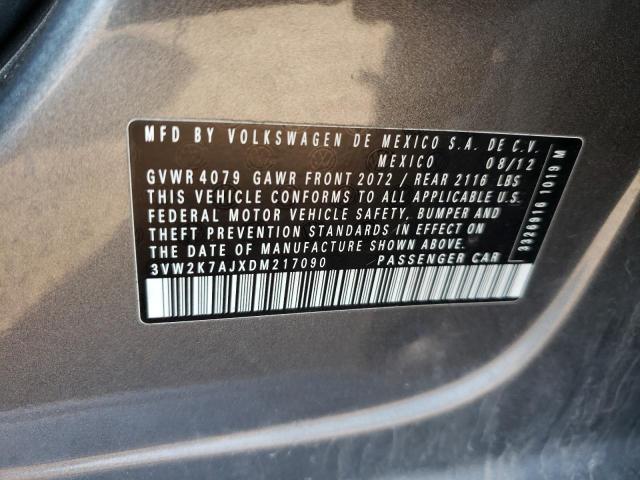 MFD BY VOLKSWAGEN DE MEXICO S.A. DE C.V.
MEXICO 08/12
GVWR 4079 GAWR FRONT 2072 / REAR 2116 LBS
THIS VEHICLE CONFORMS TO ALL APPLICABLE U.S.
FEDERAL MOTOR VEHICLE SAFETY, BUMPER AND
THEFT PREVENTION STANDARDS IN EFFECT ON
THE DATE OF MANUFACTURE SHOWN ABOVE.
3VW2K7AJXDM217090 PASSENGER CAR
3326916 1019 M